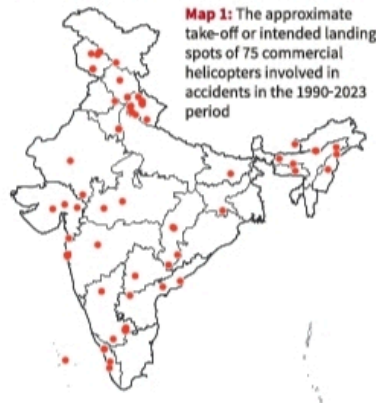 Map 1: The approximate
take-off or intended landing
spots of 75 commercial
helicopters involved in
accidents in the 1990-2023
period